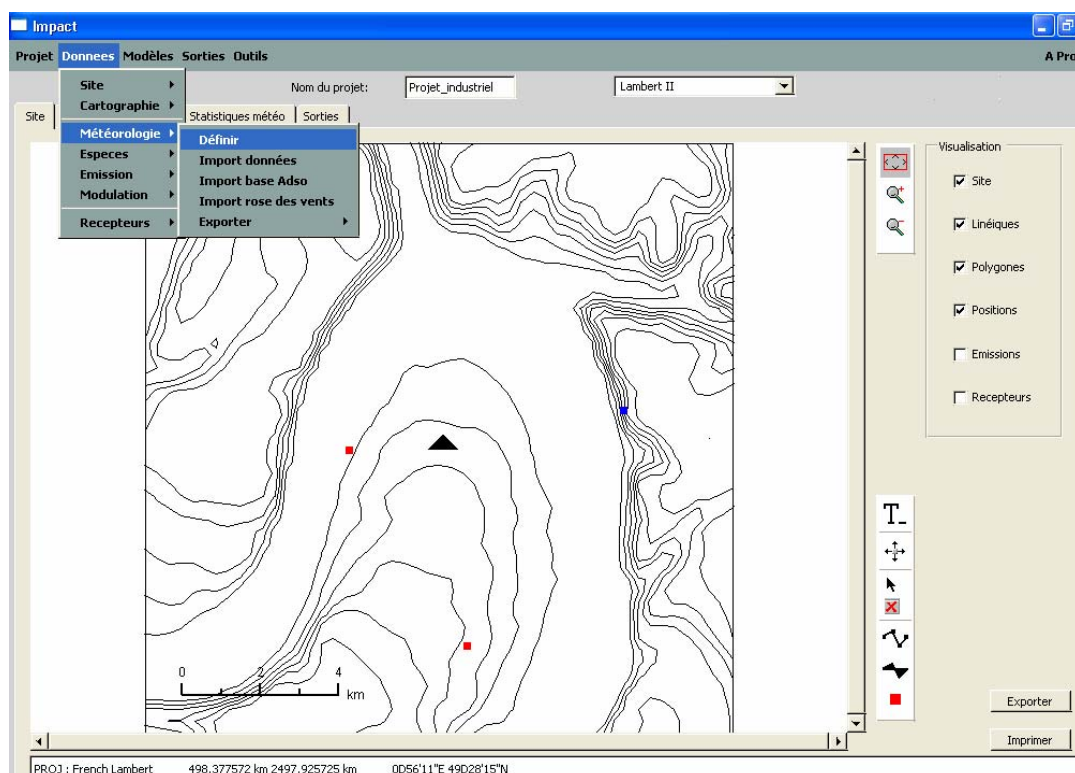 Impact
Projet Donnees Modèles Sorties Outils A Pro
Nom du projet: Projet_industriel Lambert II
Site Statistiques météo Sorties
Site
Cartographie
Météorologie
Especes
Emission
Modulation
Recepteurs
Définir
Import données
Import base Adso
Import rose des vents
Exporter
Visualisation
Site
Linéiques
Polygones
Positions
Emissions
Recepteurs
T_
0 2 4
km
Exporter
Imprimer
PROJ : French Lambert 498.377572 km 2497.925725 km 0D56'11"E 49D28'15"N